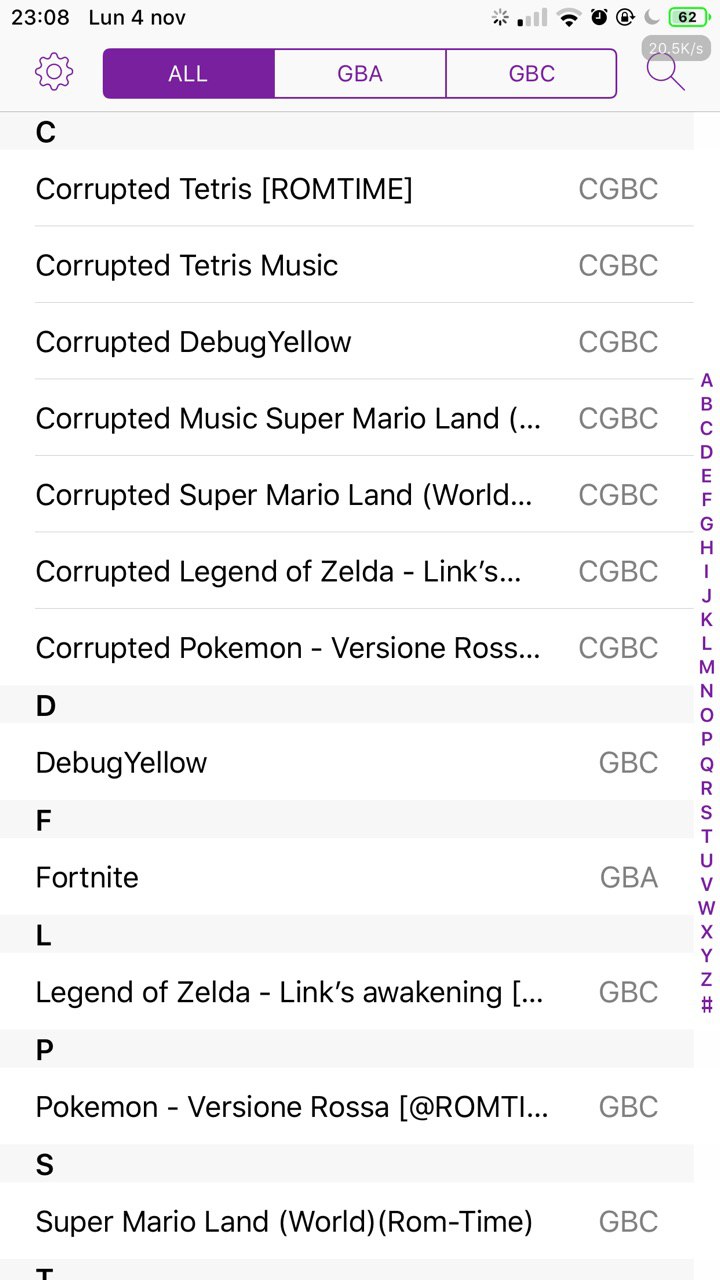 23:08 Lun 4 nov 62
20.5K/s
ALL GBA GBC
C
Corrupted Tetris [ROMTIME] CGBC
Corrupted Tetris Music CGBC
Corrupted DebugYellow CGBC
Corrupted Music Super Mario Land (... CGBC
Corrupted Super Mario Land (World... CGBC
Corrupted Legend of Zelda - Link’s... CGBC
Corrupted Pokemon - Versione Ross... CGBC
D
DebugYellow GBC
F
Fortnite GBA
L
Legend of Zelda - Link’s awakening [... GBC
P
Pokemon - Versione Rossa [@ROMTI... GBC
S
Super Mario Land (World)(Rom-Time) GBC
T
A
B
C
D
E
F
G
H
I
J
K
L
M
N
O
P
Q
R
S
T
U
V
W
X
Y
Z
#